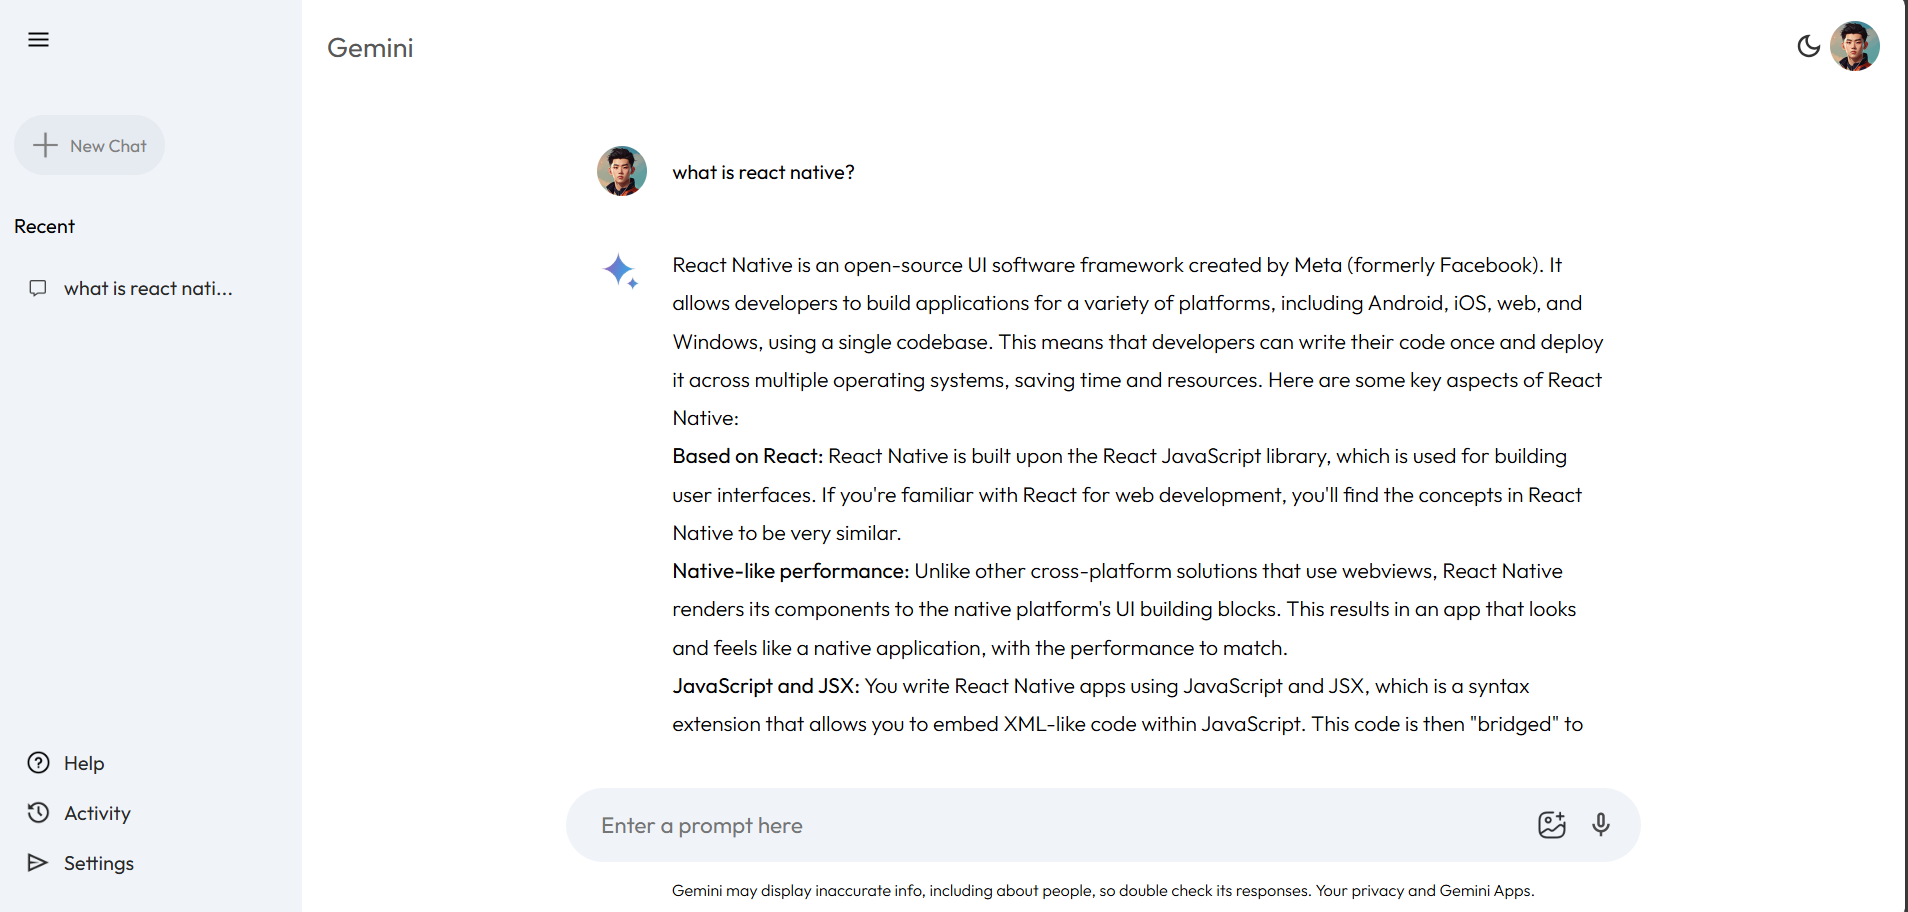 Gemini
New Chat
Recent
what is react nati...
Help
Activity
Settings
what is react native?
React Native is an open-source UI software framework created by Meta (formerly Facebook). It
allows developers to build applications for a variety of platforms, including Android, iOS, web, and
Windows, using a single codebase. This means that developers can write their code once and deploy
it across multiple operating systems, saving time and resources. Here are some key aspects of React
Native:
Based on React: React Native is built upon the React JavaScript library, which is used for building
user interfaces. If you're familiar with React for web development, you'll find the concepts in React
Native to be very similar.
Native-like performance: Unlike other cross-platform solutions that use webviews, React Native
renders its components to the native platform's UI building blocks. This results in an app that looks
and feels like a native application, with the performance to match.
JavaScript and JSX: You write React Native apps using JavaScript and JSX, which is a syntax
extension that allows you to embed XML-like code within JavaScript. This code is then "bridged" to
Enter a prompt here
Gemini may display inaccurate info, including about people, so double check its responses. Your privacy and Gemini Apps.